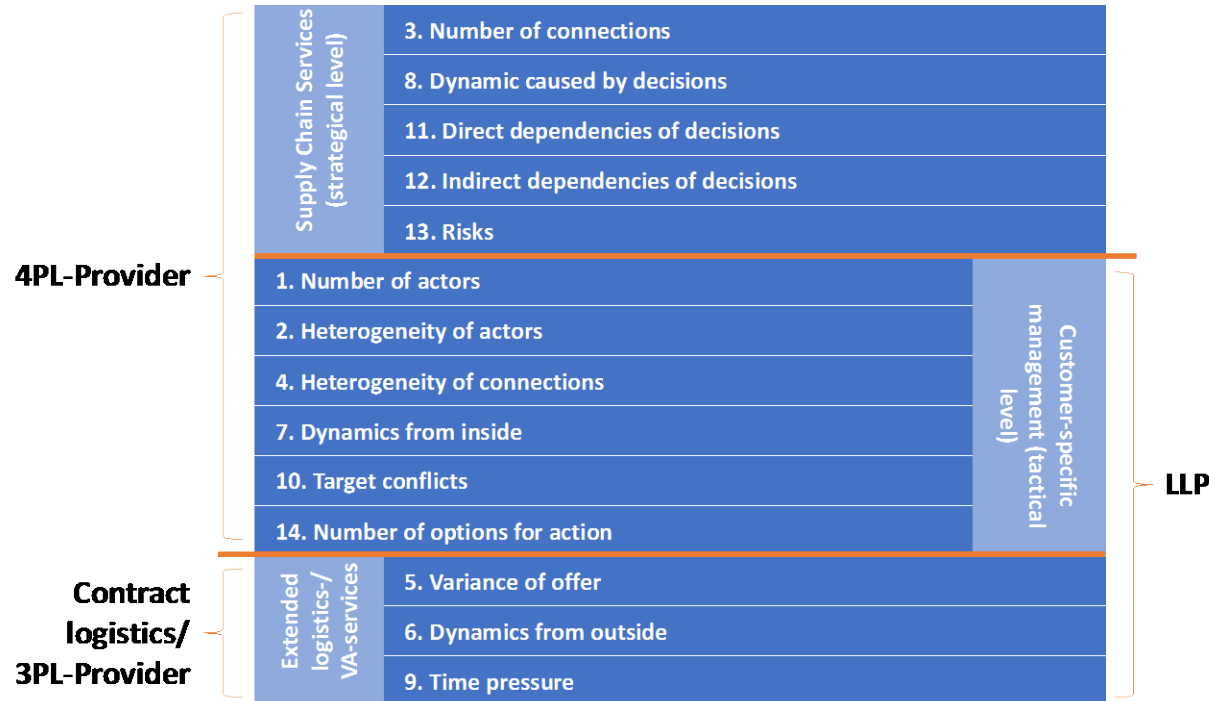 Supply Chain Services
(strategical level)
3. Number of connections
8. Dynamic caused by decisions
11. Direct dependencies of decisions
12. Indirect dependencies of decisions
13. Risks
4PL-Provider
1. Number of actors
2. Heterogeneity of actors
4. Heterogeneity of connections
7. Dynamics from inside
10. Target conflicts
14. Number of options for action
Customer-specific
management (tactical
level)
LLP
Contract
logistics/
3PL-Provider
Extended
logistics-/
VA-services
5. Variance of offer
6. Dynamics from outside
9. Time pressure